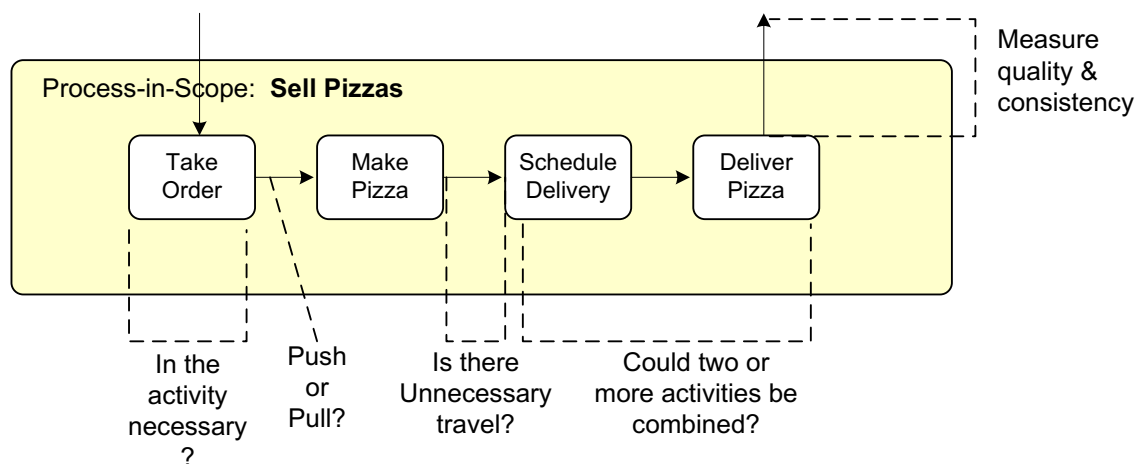 Measure
quality &
consistency
Process-in-Scope: Sell Pizzas
Take
Order
Make
Pizza
Schedule
Delivery
Deliver
Pizza
In the
activity
necessary
?
Push
or
Pull?
Is there
Unnecessary
travel?
Could two or
more activities be
combined?